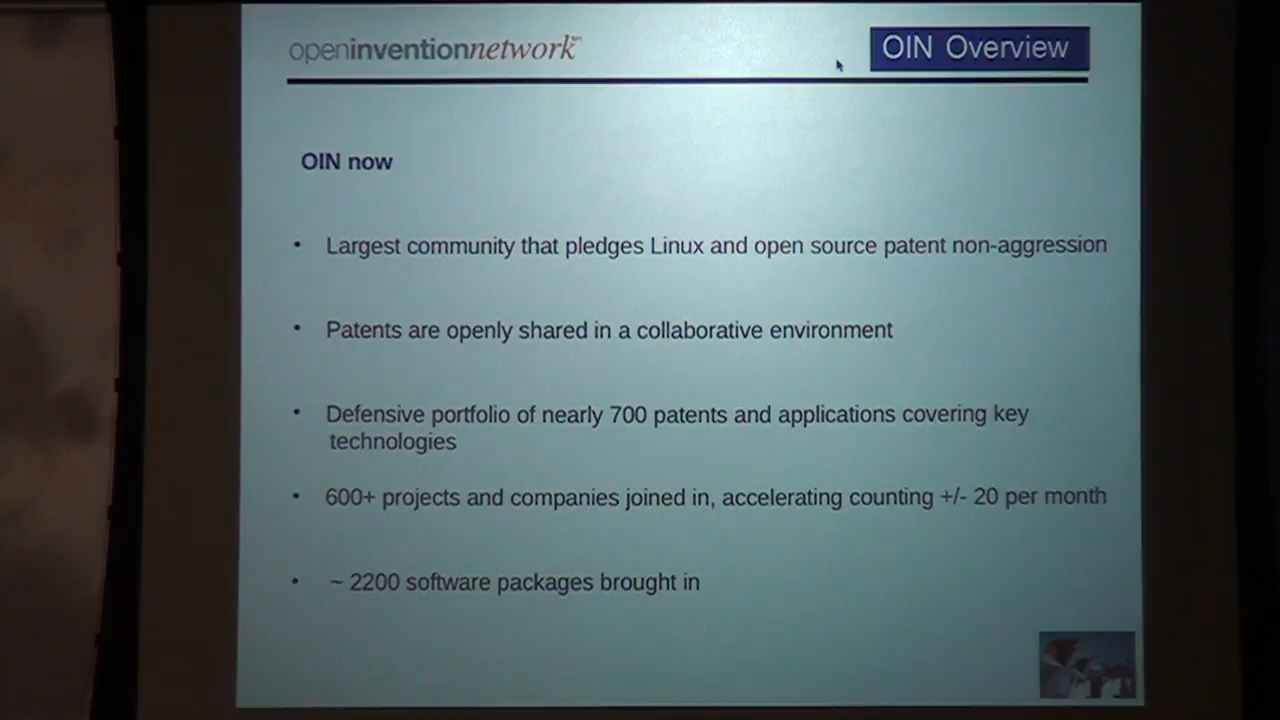 openinventionnetwork
OIN Overview
OIN now
• Largest community that pledges Linux and open source patent non-aggression
• Patents are openly shared in a collaborative environment
• Defensive portfolio of nearly 700 patents and applications covering key
technologies
• 600+ projects and companies joined in, accelerating counting +/- 20 per month
• ~ 2200 software packages brought in